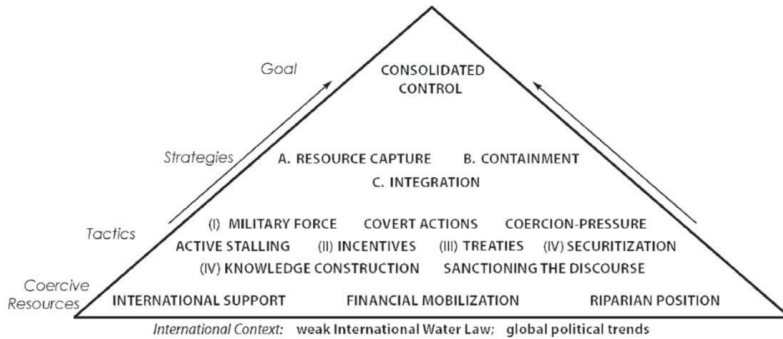 Goal
CONSOLIDATED
CONTROL
Strategies
A. RESOURCE CAPTURE B. CONTAINMENT
C. INTEGRATION
Tactics
(I) MILITARY FORCE COVERT ACTIONS COERCION-PRESSURE
ACTIVE STALLING (II) INCENTIVES (III) TREATIES (IV) SECURITIZATION
(IV) KNOWLEDGE CONSTRUCTION SANCTIONING THE DISCOURSE
Coercive
Resources
INTERNATIONAL SUPPORT FINANCIAL MOBILIZATION RIPARIAN POSITION
International Context: weak International Water Law; global political trends